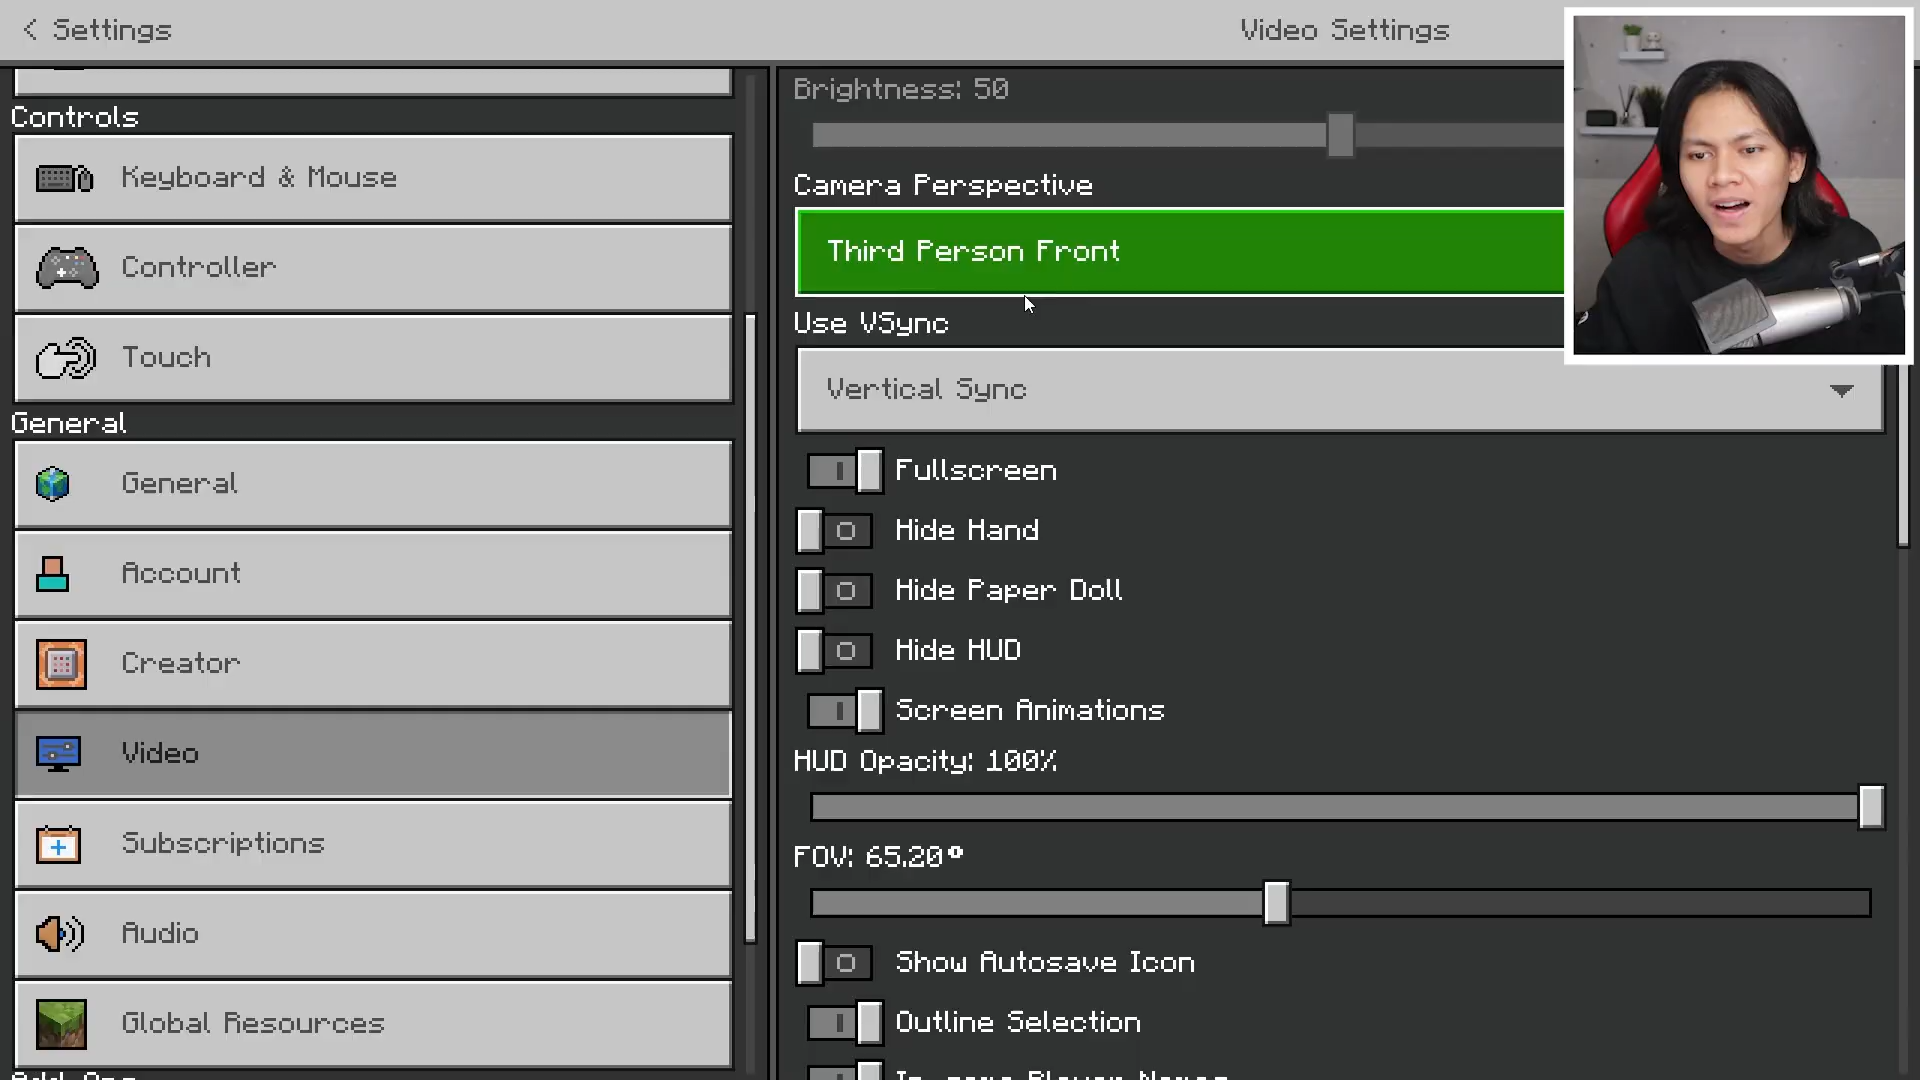 Settings
Video Settings
Controls
Keyboard & Mouse
Controller
Touch
General
General
Account
Creator
Video
Subscriptions
Audio
Global Resources
Brightness: 50
Camera Perspective
Third Person Front
Use VSync
Vertical Sync
Fullscreen
Hide Hand
Hide Paper Doll
Hide HUD
Screen Animations
HUD Opacity: 100%
FOV: 65.20°
Show Autosave Icon
Outline Selection